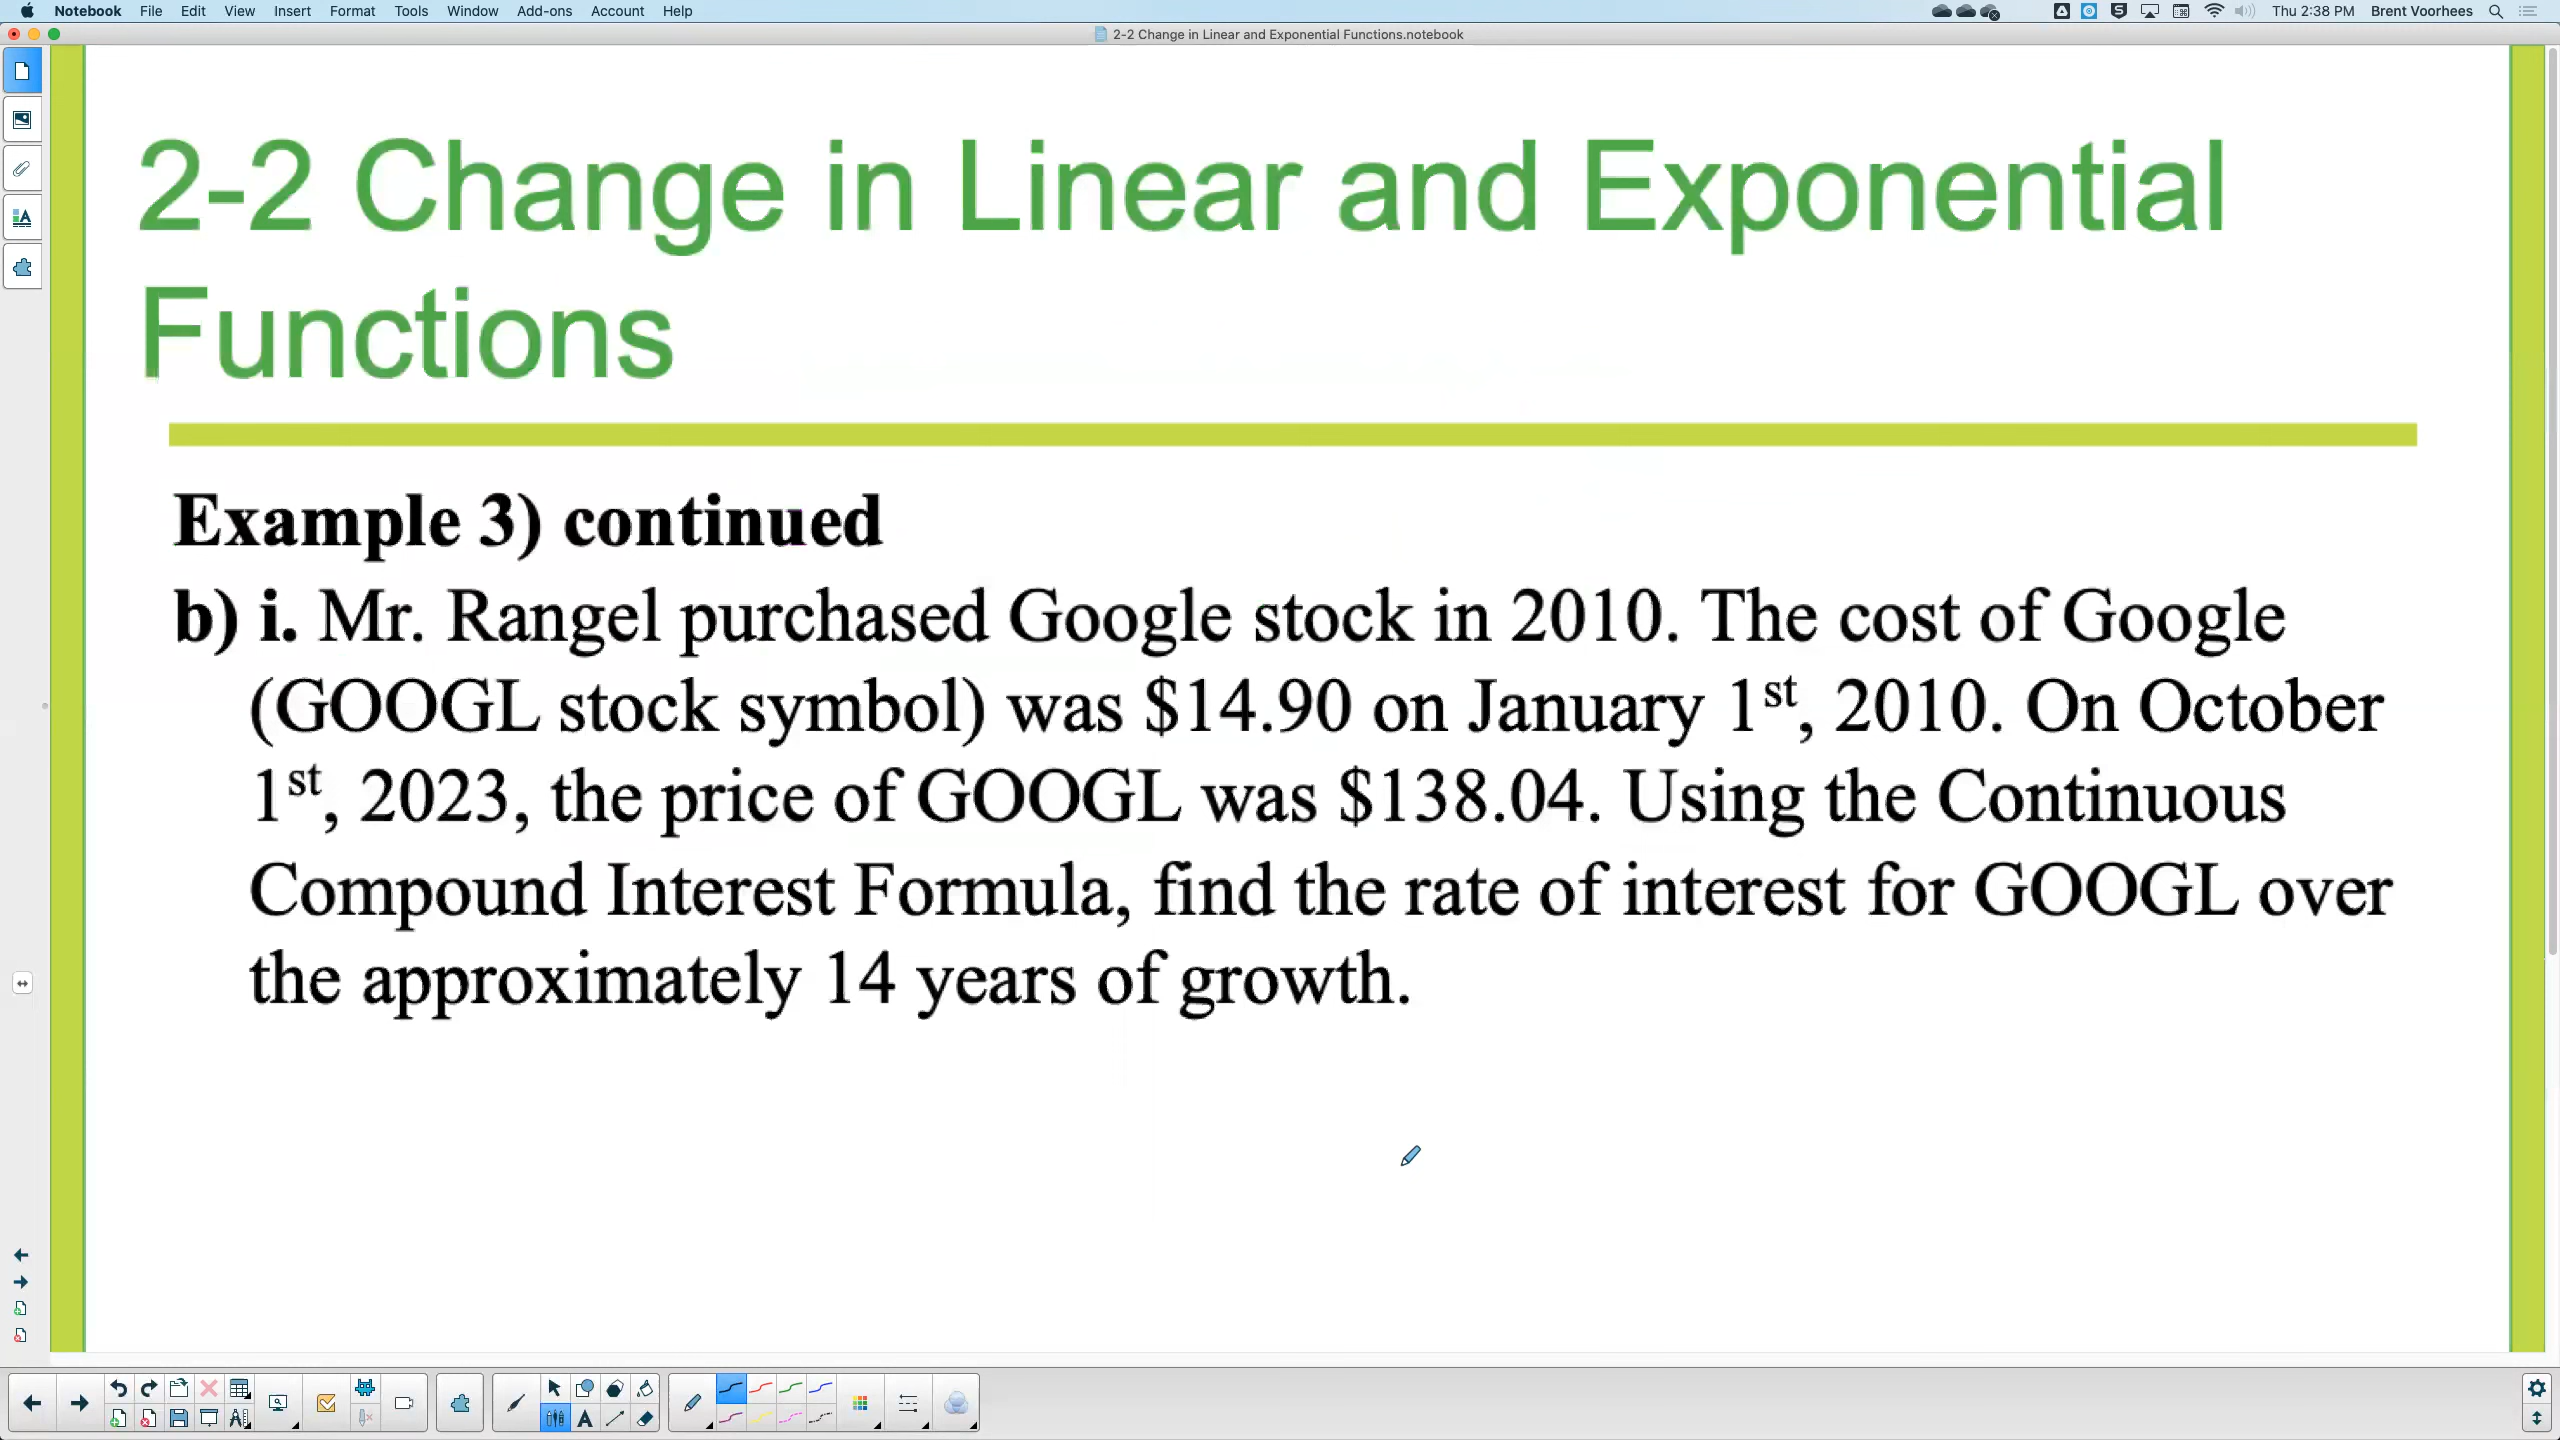 Notebook File Edit View Insert Format Tools Window Add-ons Account Help Thu 2:38 PM Brent Voorhees
2-2 Change in Linear and Exponential Functions.notebook
2-2 Change in Linear and Exponential
Functions
Example 3) continued
b) i. Mr. Rangel purchased Google stock in 2010. The cost of Google
(GOOGL stock symbol) was $14.90 on January 1st, 2010. On October
1st, 2023, the price of GOOGL was $138.04. Using the Continuous
Compound Interest Formula, find the rate of interest for GOOGL over
the approximately 14 years of growth.